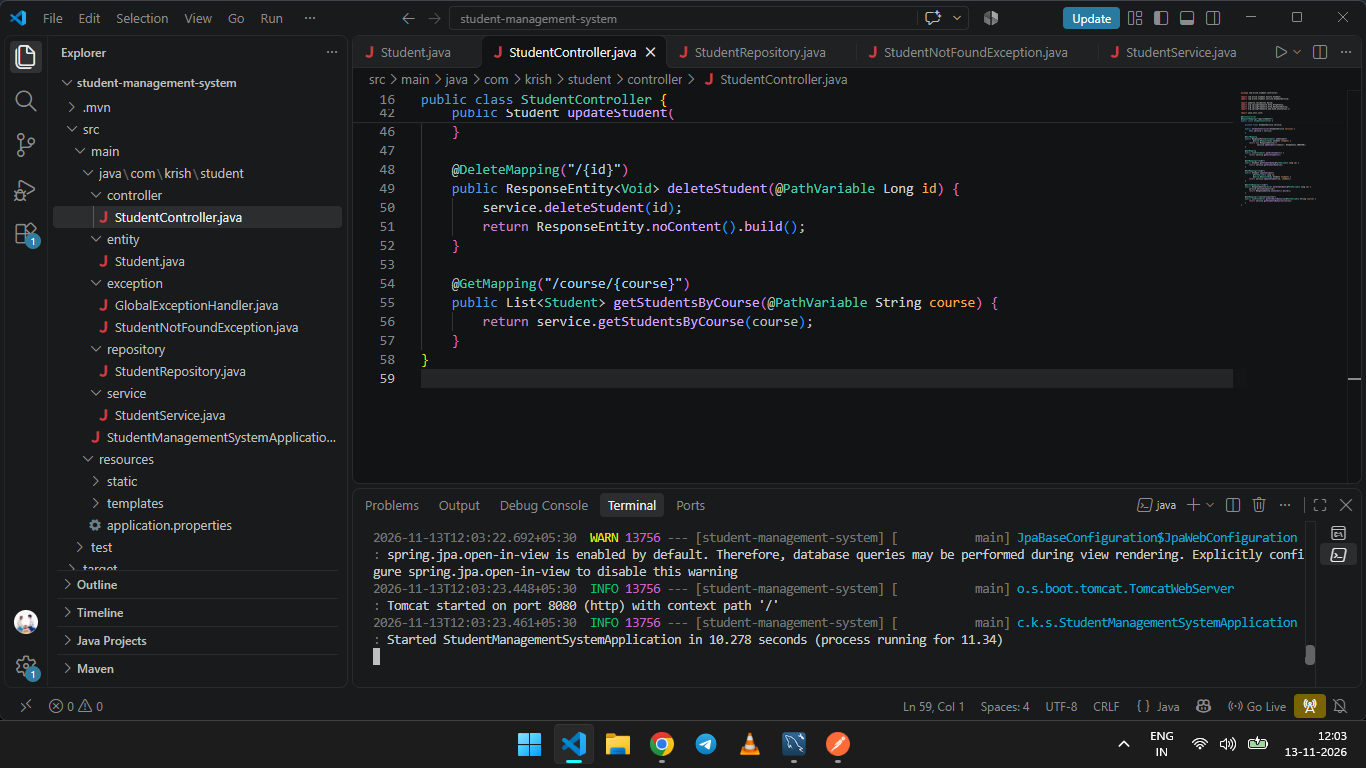 File Edit Selection View Go Run ···
student-management-system
Update
Explorer ···
student-management-system
.mvn
src
main
java\com\krish\student
controller
StudentController.java
entity
Student.java
exception
GlobalExceptionHandler.java
StudentNotFoundException.java
repository
StudentRepository.java
service
StudentService.java
StudentManagementSystemApplicatio...
resources
static
templates
application.properties
test
target
Outline
Timeline
Java Projects
Maven
1
1
Student.java StudentController.java StudentRepository.java StudentNotFoundException.java StudentService.java
src > main > java > com > krish > student > controller > StudentController.java
16 public class StudentController {
42 public Student updateStudent(
46 }
47
48 @DeleteMapping("/{id}")
49 public ResponseEntity<Void> deleteStudent(@PathVariable Long id) {
50 service.deleteStudent(id);
51 return ResponseEntity.noContent().build();
52 }
53
54 @GetMapping("/course/{course}")
55 public List<Student> getStudentsByCourse(@PathVariable String course) {
56 return service.getStudentsByCourse(course);
57 }
58 }
59
Problems Output Debug Console Terminal Ports
java
2026-11-13T12:03:22.692+05:30 WARN 13756 --- [student-management-system] [ main] JpaBaseConfiguration$JpaWebConfiguration
: spring.jpa.open-in-view is enabled by default. Therefore, database queries may be performed during view rendering. Explicitly confi
gure spring.jpa.open-in-view to disable this warning
2026-11-13T12:03:23.448+05:30 INFO 13756 --- [student-management-system] [ main] o.s.boot.tomcat.TomcatWebServer
: Tomcat started on port 8080 (http) with context path '/'
2026-11-13T12:03:23.461+05:30 INFO 13756 --- [student-management-system] [ main] c.k.s.StudentManagementSystemApplication
: Started StudentManagementSystemApplication in 10.278 seconds (process running for 11.34)
0 0
Ln 59, Col 1 Spaces: 4 UTF-8 CRLF { } Java Go Live
ENG
IN
12:03
13-11-2026